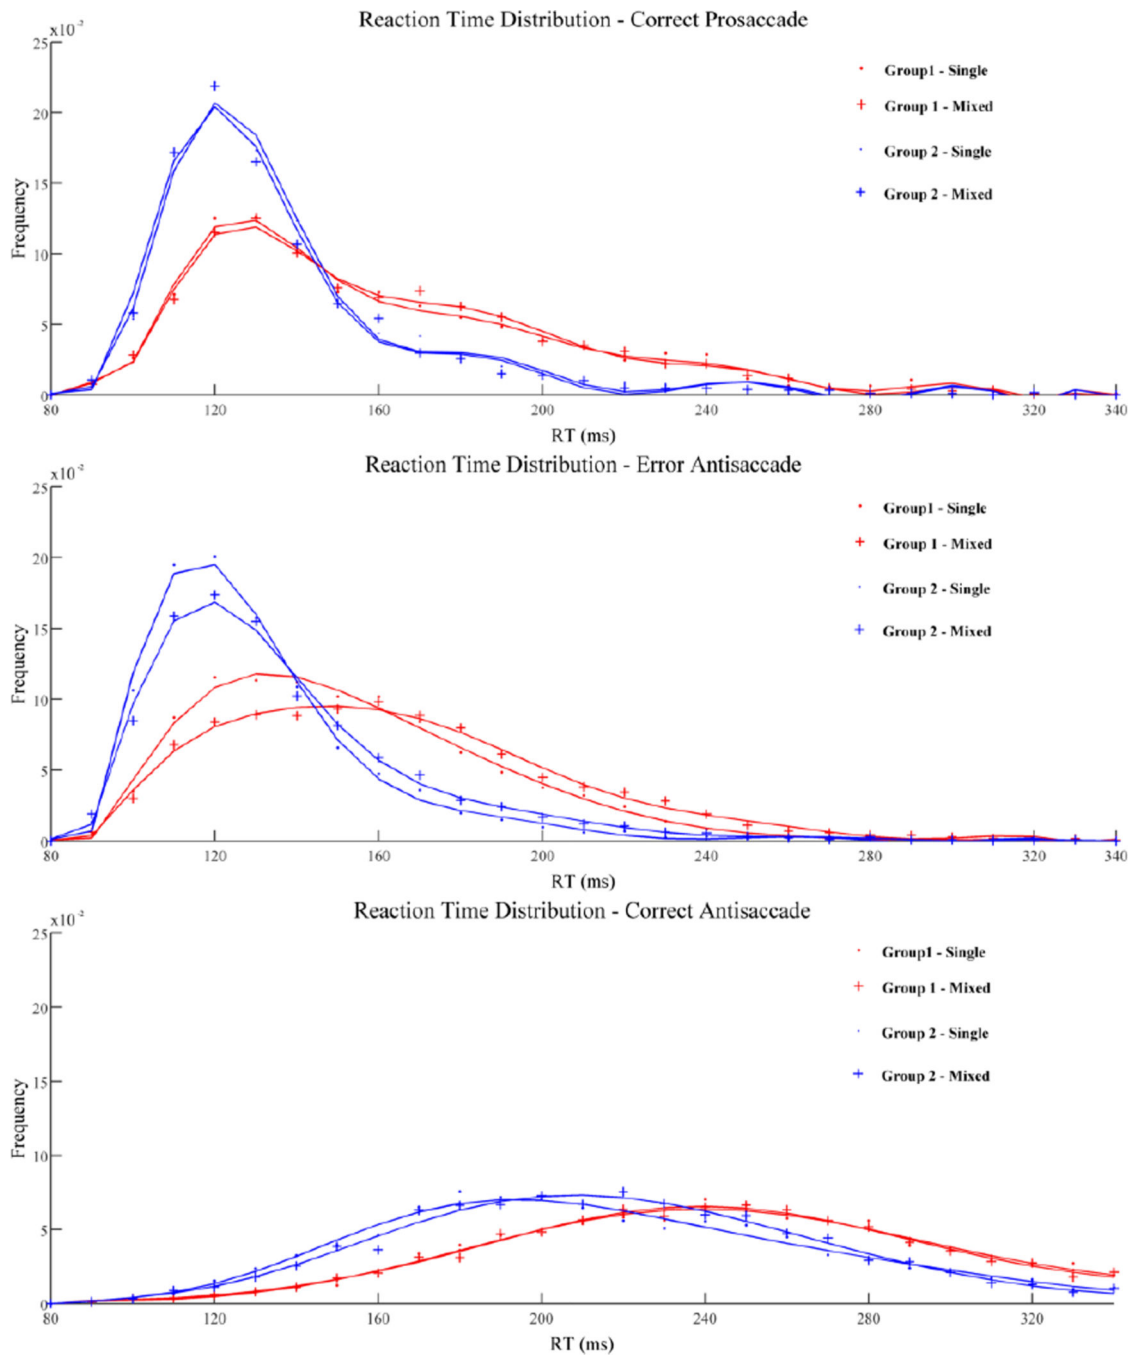 Reaction Time Distribution - Correct Prosaccade
x10⁻²
25
20
15
10
5
0
Frequency
Group1 - Single
Group 1 - Mixed
Group 2 - Single
Group 2 - Mixed
80 120 160 200 240 280 320 340
RT (ms)
Reaction Time Distribution - Error Antisaccade
x10⁻²
25
20
15
10
5
0
Frequency
Group1 - Single
Group 1 - Mixed
Group 2 - Single
Group 2 - Mixed
80 120 160 200 240 280 320 340
RT (ms)
Reaction Time Distribution - Correct Antisaccade
x10⁻²
25
20
15
10
5
0
Frequency
Group1 - Single
Group 1 - Mixed
Group 2 - Single
Group 2 - Mixed
80 120 160 200 240 280 320
RT (ms)